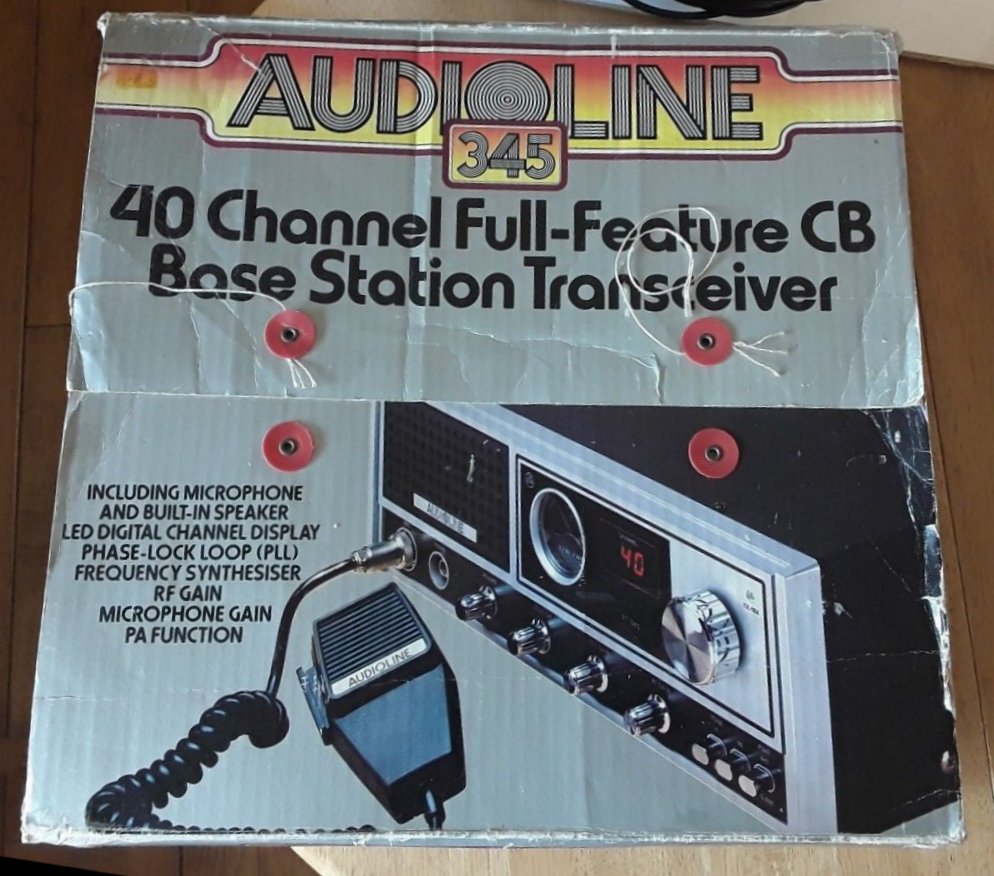 AUDIOLINE
345
40 Channel Full-Feature CB
Base Station Transceiver
INCLUDING MICROPHONE
AND BUILT-IN SPEAKER
LED DIGITAL CHANNEL DISPLAY
PHASE-LOCK LOOP (PLL)
FREQUENCY SYNTHESISER
RF GAIN
MICROPHONE GAIN
PA FUNCTION
AUDIOLINE
40
AUDIOLINE